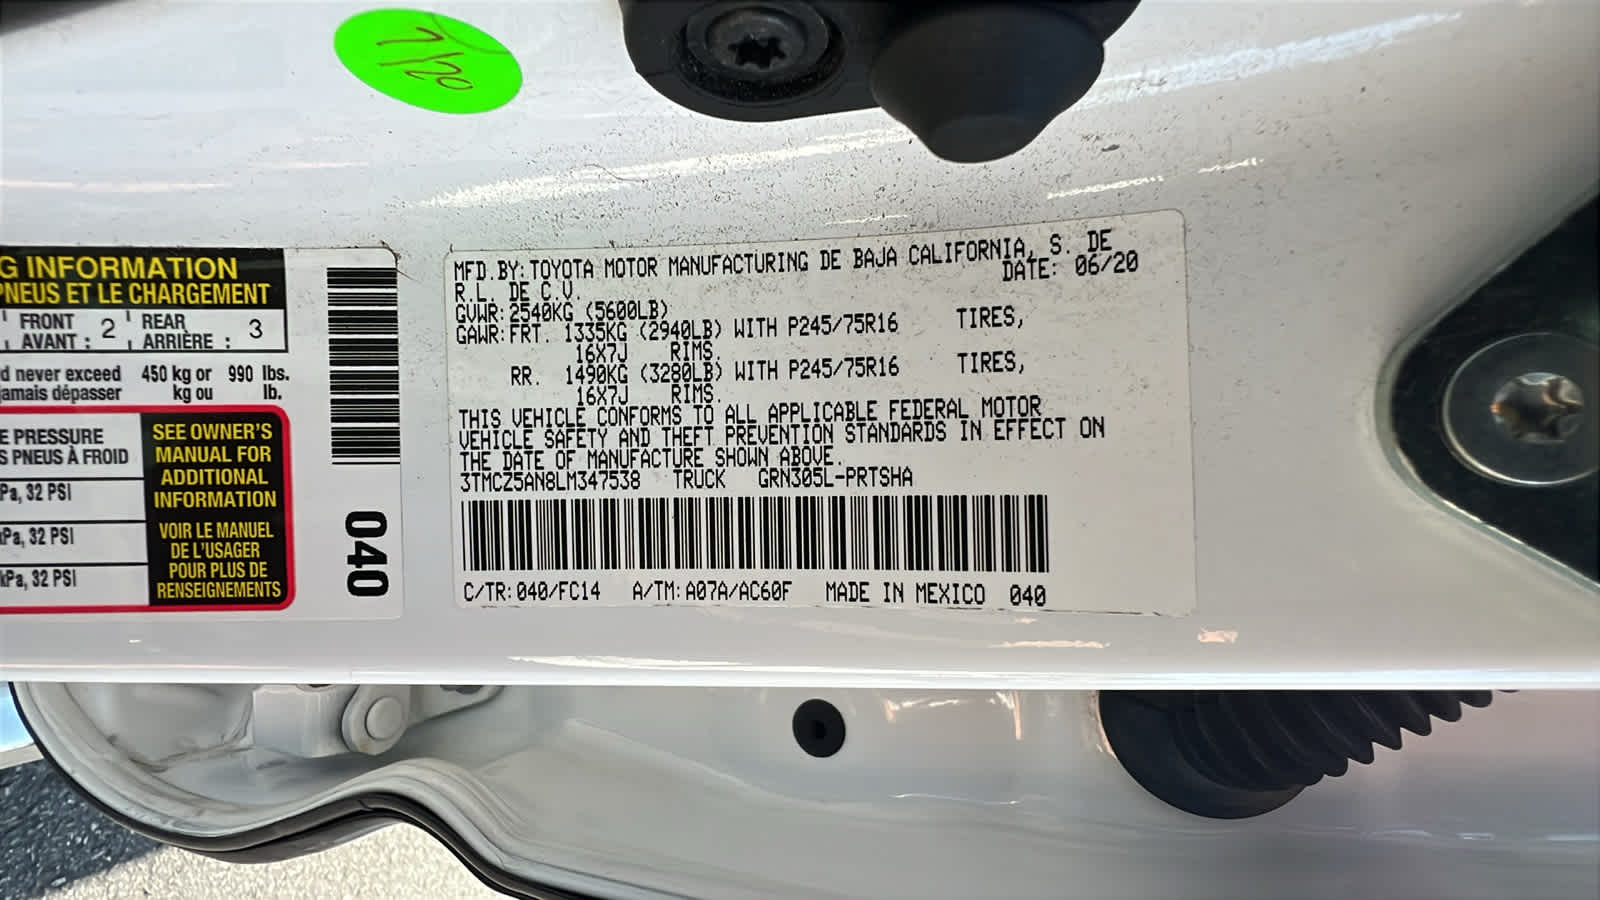 7/20
G INFORMATION
PNEUS ET LE CHARGEMENT
FRONT 2 REAR 3
AVANT : ARRIÈRE :
d never exceed 450 kg or 990 lbs.
jamais dépasser kg ou lb.
E PRESSURE
S PNEUS À FROID
Pa, 32 PSI
kPa, 32 PSI
kPa, 32 PSI
SEE OWNER'S
MANUAL FOR
ADDITIONAL
INFORMATION
VOIR LE MANUEL
DE L'USAGER
POUR PLUS DE
RENSEIGNEMENTS
040
MFD.BY:TOYOTA MOTOR MANUFACTURING DE BAJA CALIFORNIA, S. DE
R.L. DE C.V. DATE: 06/20
GVWR:2540KG (5600LB)
GAWR:FRT. 1335KG (2940LB) WITH P245/75R16 TIRES,
16X7J RIMS.
RR. 1490KG (3280LB) WITH P245/75R16 TIRES,
16X7J RIMS.
THIS VEHICLE CONFORMS TO ALL APPLICABLE FEDERAL MOTOR
VEHICLE SAFETY AND THEFT PREVENTION STANDARDS IN EFFECT ON
THE DATE OF MANUFACTURE SHOWN ABOVE.
3TMCZ5AN8LM347538 TRUCK GRN305L-PRTSHA
C/TR:040/FC14 A/TM:A07A/AC60F MADE IN MEXICO 040